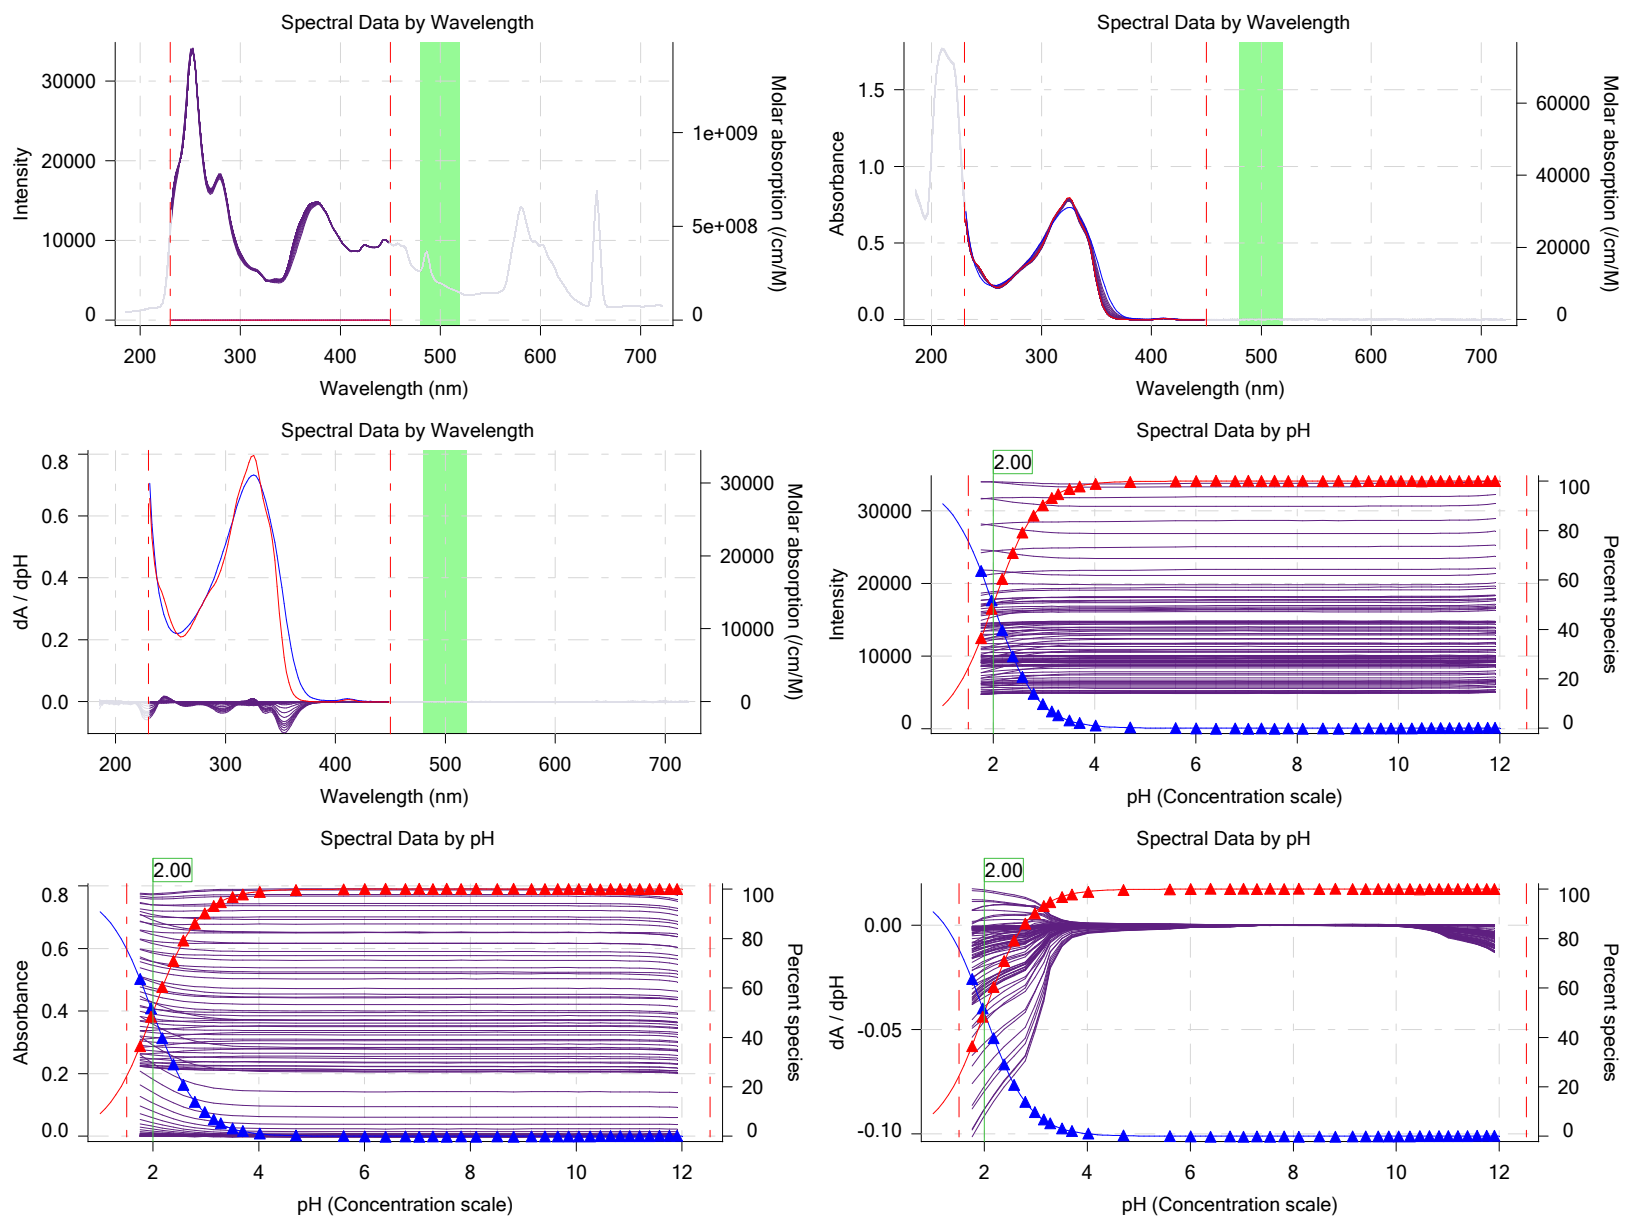 Spectral Data by Wavelength
Intensity
30000
20000
10000
0
1e+009
5e+008
0
Molar absorption (/cm/M)
200 300 400 500 600 700
Wavelength (nm)
Spectral Data by Wavelength
Absorbance
1.5
1.0
0.5
0.0
60000
40000
20000
0
Molar absorption (/cm/M)
200 300 400 500 600 700
Wavelength (nm)
Spectral Data by Wavelength
dA / dpH
0.8
0.6
0.4
0.2
0.0
30000
20000
10000
0
Molar absorption (/cm/M)
200 300 400 500 600 700
Wavelength (nm)
Spectral Data by pH
2.00
Intensity
30000
20000
10000
0
100
80
60
40
20
0
Percent species
2 4 6 8 10 12
pH (Concentration scale)
Spectral Data by pH
2.00
Absorbance
0.8
0.6
0.4
0.2
0.0
100
80
60
40
20
0
Percent species
2 4 6 8 10 12
pH (Concentration scale)
Spectral Data by pH
2.00
dA / dpH
0.00
-0.05
-0.10
100
80
60
40
20
0
Percent species
2 4 6 8 10 12
pH (Concentration scale)